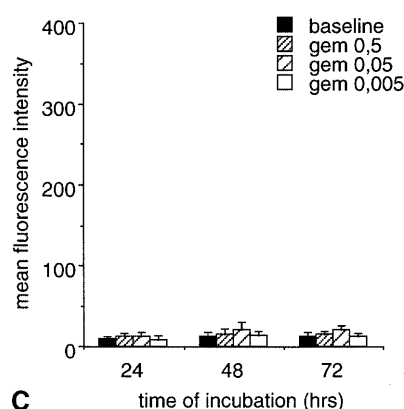 400
300
200
100
0
mean fluorescence intensity
baseline
gem 0,5
gem 0,05
gem 0,005
24 48 72
time of incubation (hrs)
C